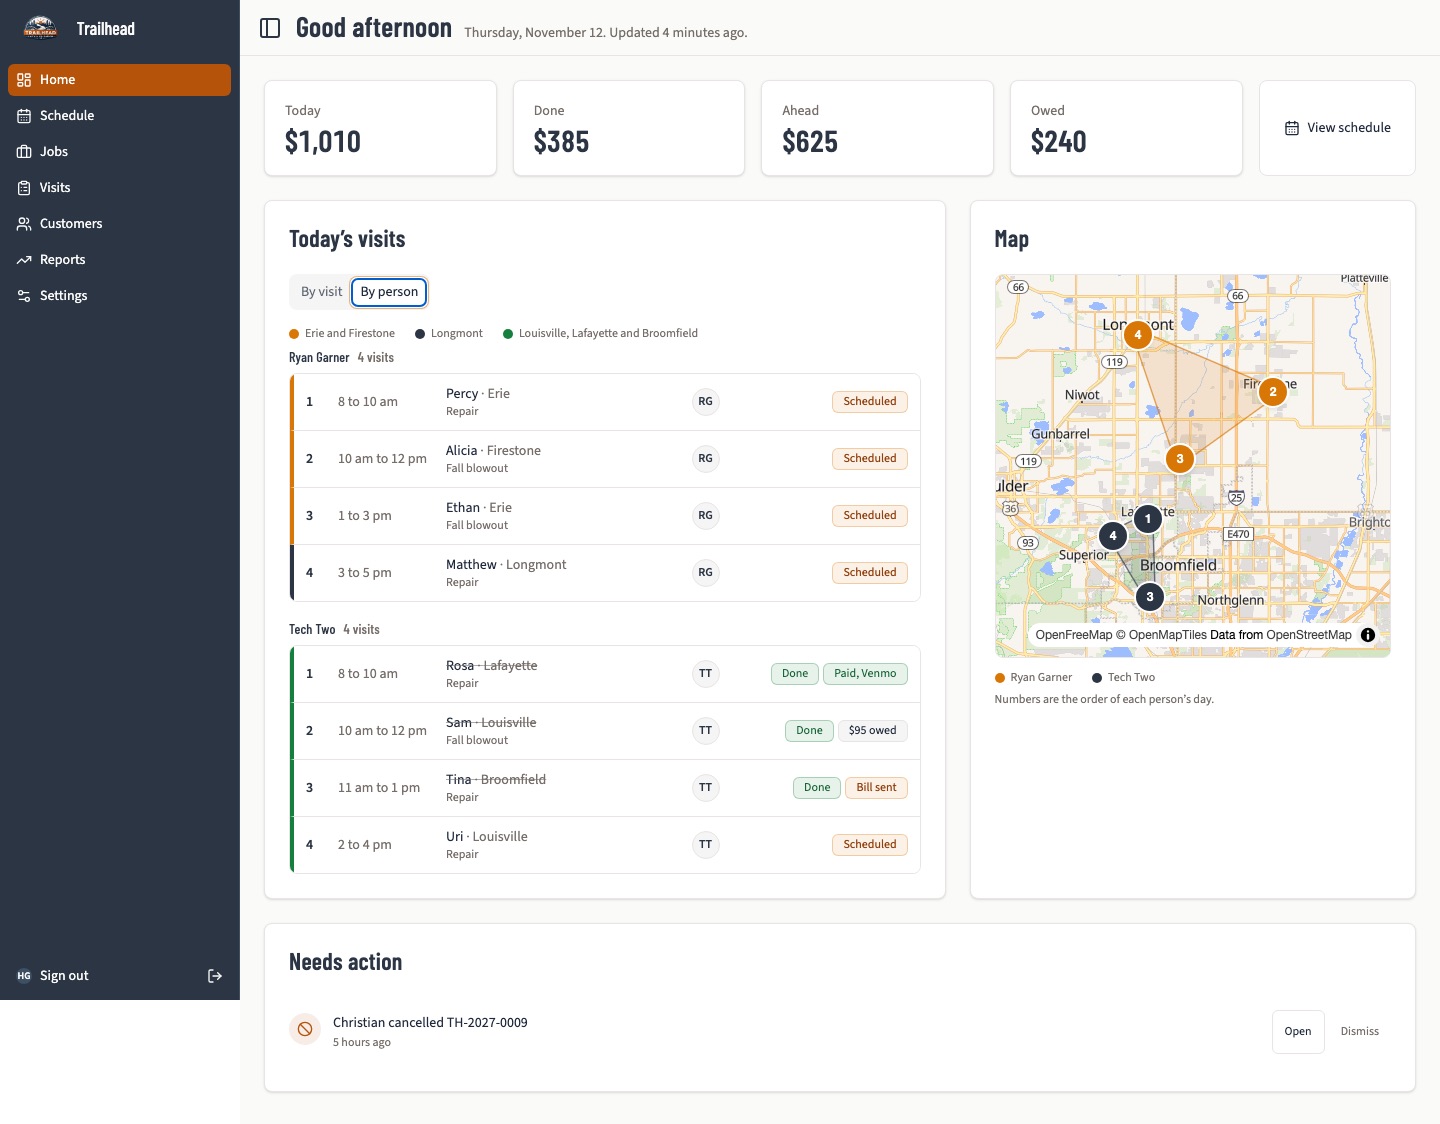 Trailhead
Home
Schedule
Jobs
Visits
Customers
Reports
Settings
HG Sign out
Good afternoon Thursday, November 12. Updated 4 minutes ago.
Today
$1,010
Done
$385
Ahead
$625
Owed
$240
View schedule
Today's visits
By visit By person
Erie and Firestone Longmont Louisville, Lafayette and Broomfield
Ryan Garner 4 visits
1 8 to 10 am Percy · Erie RG Scheduled
Repair
2 10 am to 12 pm Alicia · Firestone RG Scheduled
Fall blowout
3 1 to 3 pm Ethan · Erie RG Scheduled
Fall blowout
4 3 to 5 pm Matthew · Longmont RG Scheduled
Repair
Tech Two 4 visits
1 8 to 10 am Rosa · Lafayette TT Done Paid, Venmo
Repair
2 10 am to 12 pm Sam · Louisville TT Done $95 owed
Fall blowout
3 11 am to 1 pm Tina · Broomfield TT Done Bill sent
Repair
4 2 to 4 pm Uri · Louisville TT Scheduled
Repair
Map
Platteville
66
66
4
119
2
Niwot
Gunbarrel
3
119
ulder
25
36
1
Brighto
4
93
E470
Superior
Broomfield
3
Northglenn
OpenFreeMap © OpenMapTiles Data from OpenStreetMap
Ryan Garner Tech Two
Numbers are the order of each person's day.
Needs action
Christian cancelled TH-2027-0009
5 hours ago
Open Dismiss